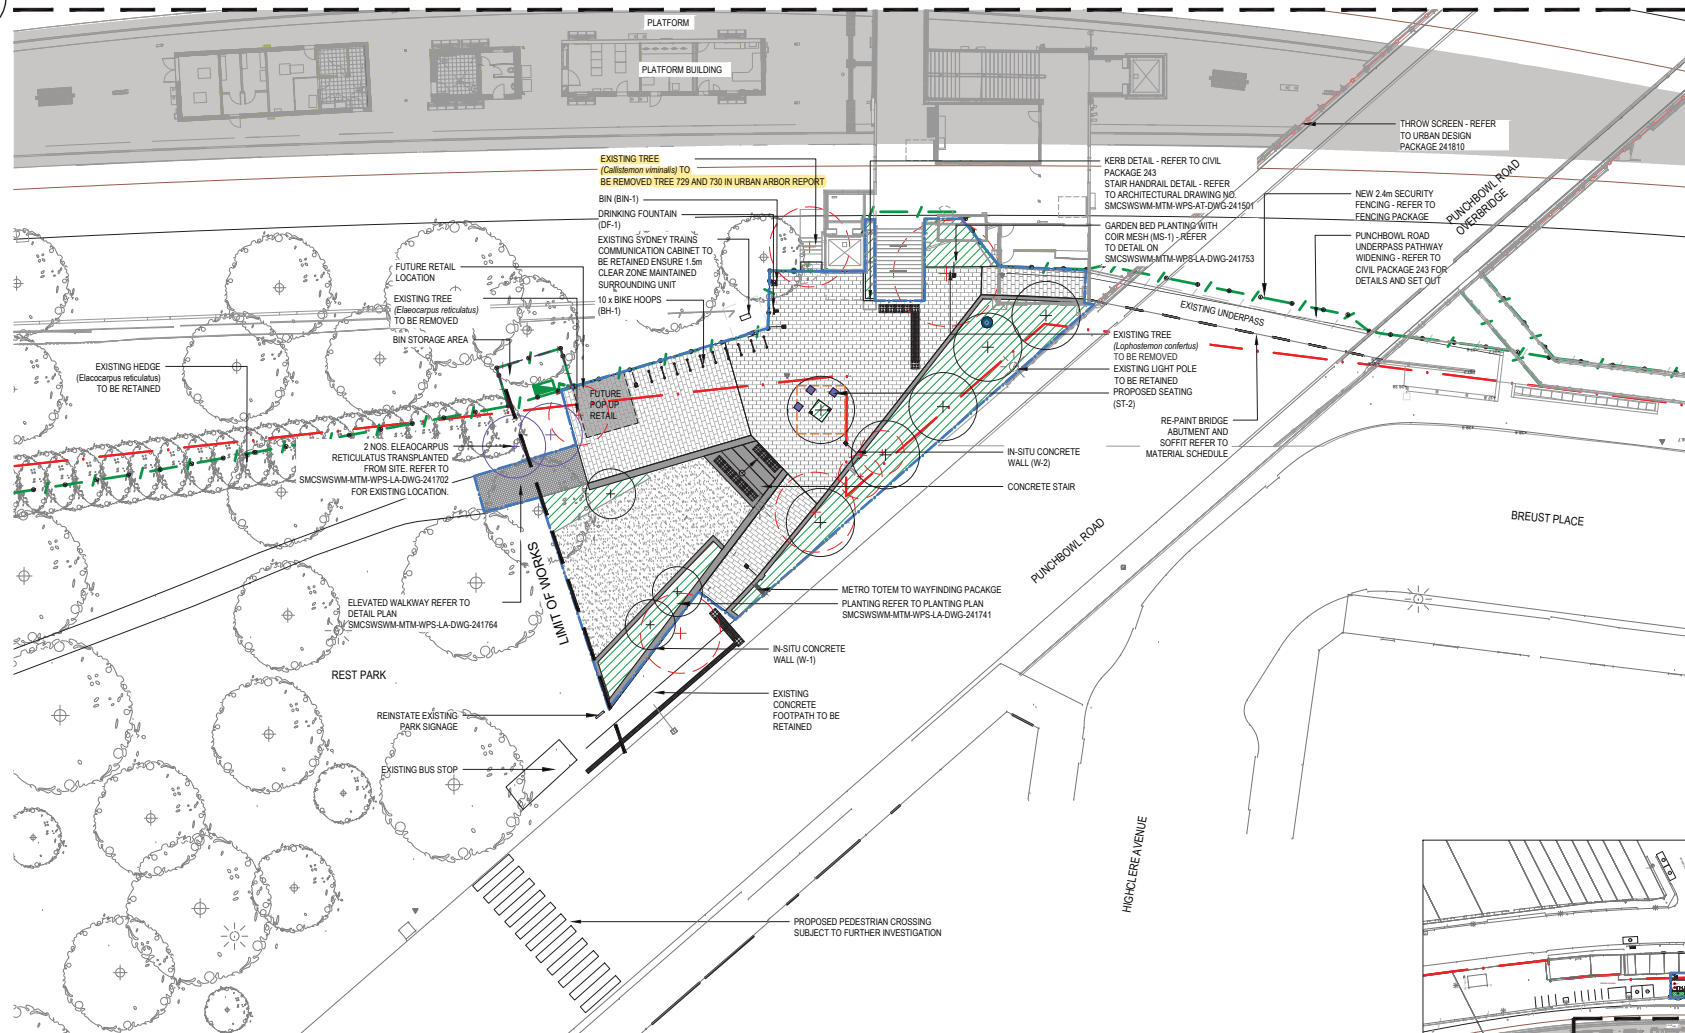 PLATFORM
PLATFORM BUILDING
THROW SCREEN - REFER
TO URBAN DESIGN
PACKAGE 241810
EXISTING TREE
(Callistemon viminalis) TO
BE REMOVED TREE 729 AND 730 IN URBAN ARBOR REPORT
BIN (BIN-1)
DRINKING FOUNTAIN
(DF-1)
EXISTING SYDNEY TRAINS
COMMUNICATION CABINET TO
BE RETAINED ENSURE 1.5m
CLEAR ZONE MAINTAINED
SURROUNDING UNIT
10 x BIKE HOOPS
(BH-1)
KERB DETAIL - REFER TO CIVIL
PACKAGE 243
STAIR HANDRAIL DETAIL - REFER
TO ARCHITECTURAL DRAWING NO.
SMCSWSWM-MTM-WPS-AT-DWG-241501
GARDEN BED PLANTING WITH
COIR MESH (MS-1) - REFER
TO DETAIL ON
SMCSWSWM-MTM-WPS-LA-DWG-241753
NEW 2.4m SECURITY
FENCING - REFER TO
FENCING PACKAGE
PUNCHBOWL ROAD
UNDERPASS PATHWAY
WIDENING - REFER TO
CIVIL PACKAGE 243 FOR
DETAILS AND SET OUT
PUNCHBOWL ROAD
OVERBRIDGE
FUTURE RETAIL
LOCATION
EXISTING TREE
(Elaeocarpus reticulatus)
TO BE REMOVED
BIN STORAGE AREA
EXISTING HEDGE
(Elacocarpus reticulatus)
TO BE RETAINED
EXISTING UNDERPASS
EXISTING TREE
(Lophostemon confertus)
TO BE REMOVED
EXISTING LIGHT POLE
TO BE RETAINED
PROPOSED SEATING
(ST-2)
FUTURE
POP UP
RETAIL
RE-PAINT BRIDGE
ABUTMENT AND
SOFFIT REFER TO
MATERIAL SCHEDULE
2 NOS. ELEAOCARPUS
RETICULATUS TRANSPLANTED
FROM SITE. REFER TO
SMCSWSWM-MTM-WPS-LA-DWG-241702
FOR EXISTING LOCATION.
IN-SITU CONCRETE
WALL (W-2)
CONCRETE STAIR
BREUST PLACE
PUNCHBOWL ROAD
LIMIT OF WORKS
ELEVATED WALKWAY REFER TO
DETAIL PLAN
SMCSWSWM-MTM-WPS-LA-DWG-241764
METRO TOTEM TO WAYFINDING PACAKGE
PLANTING REFER TO PLANTING PLAN
SMCSWSWM-MTM-WPS-LA-DWG-241741
IN-SITU CONCRETE
WALL (W-1)
REST PARK
REINSTATE EXISTING
PARK SIGNAGE
EXISTING
CONCRETE
FOOTPATH TO BE
RETAINED
EXISTING BUS STOP
HIGHCLERE AVENUE
PROPOSED PEDESTRIAN CROSSING
SUBJECT TO FURTHER INVESTIGATION